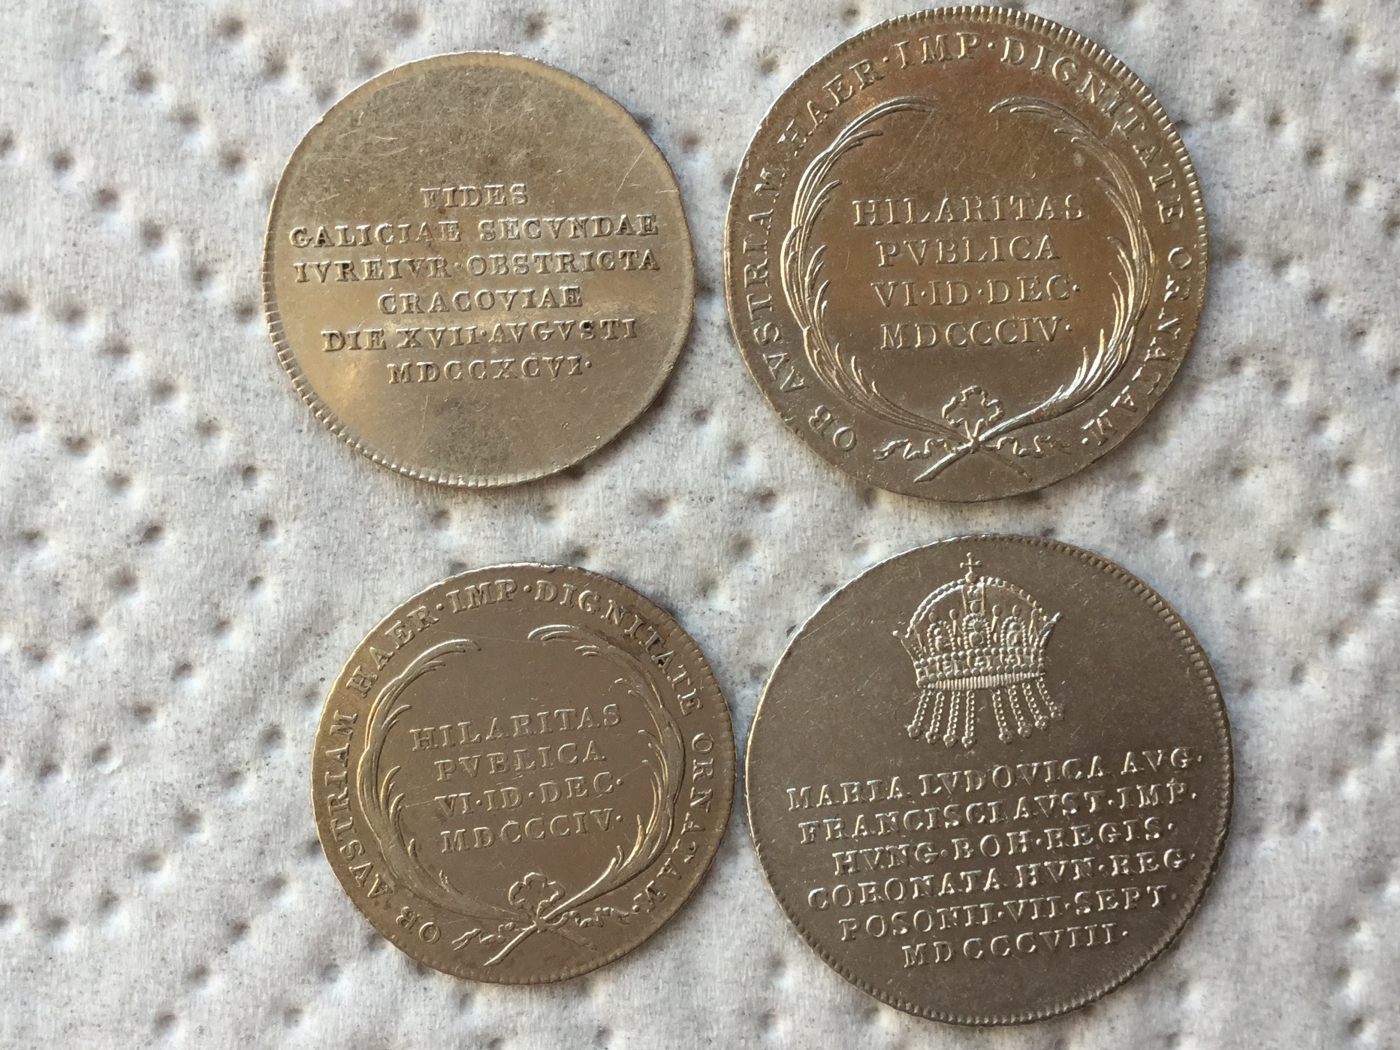 FIDES
GALICIAE SECVNDAE
IVREIVR·OBSTRICTA
CRACOVIAE
DIE XVII·AVGVSTI
MDCCXCVI·
OB AVSTRIAM HAER·IMP·DIGNITATE ORNATAM·
HILARITAS
PVBLICA
VI·ID·DEC·
MDCCCIV·
OB AVSTRIAM HAER·IMP·DIGNITATE ORNATAM·
HILARITAS
PVBLICA
VI·ID·DEC·
MDCCCIV·
MARIA LVDOVICA AVG·
FRANCISCI AVST·IMP·
HVNG·BOH·REGIS·
CORONATA HVN·REG·
POSONII·VII·SEPT·
MDCCCVIII·